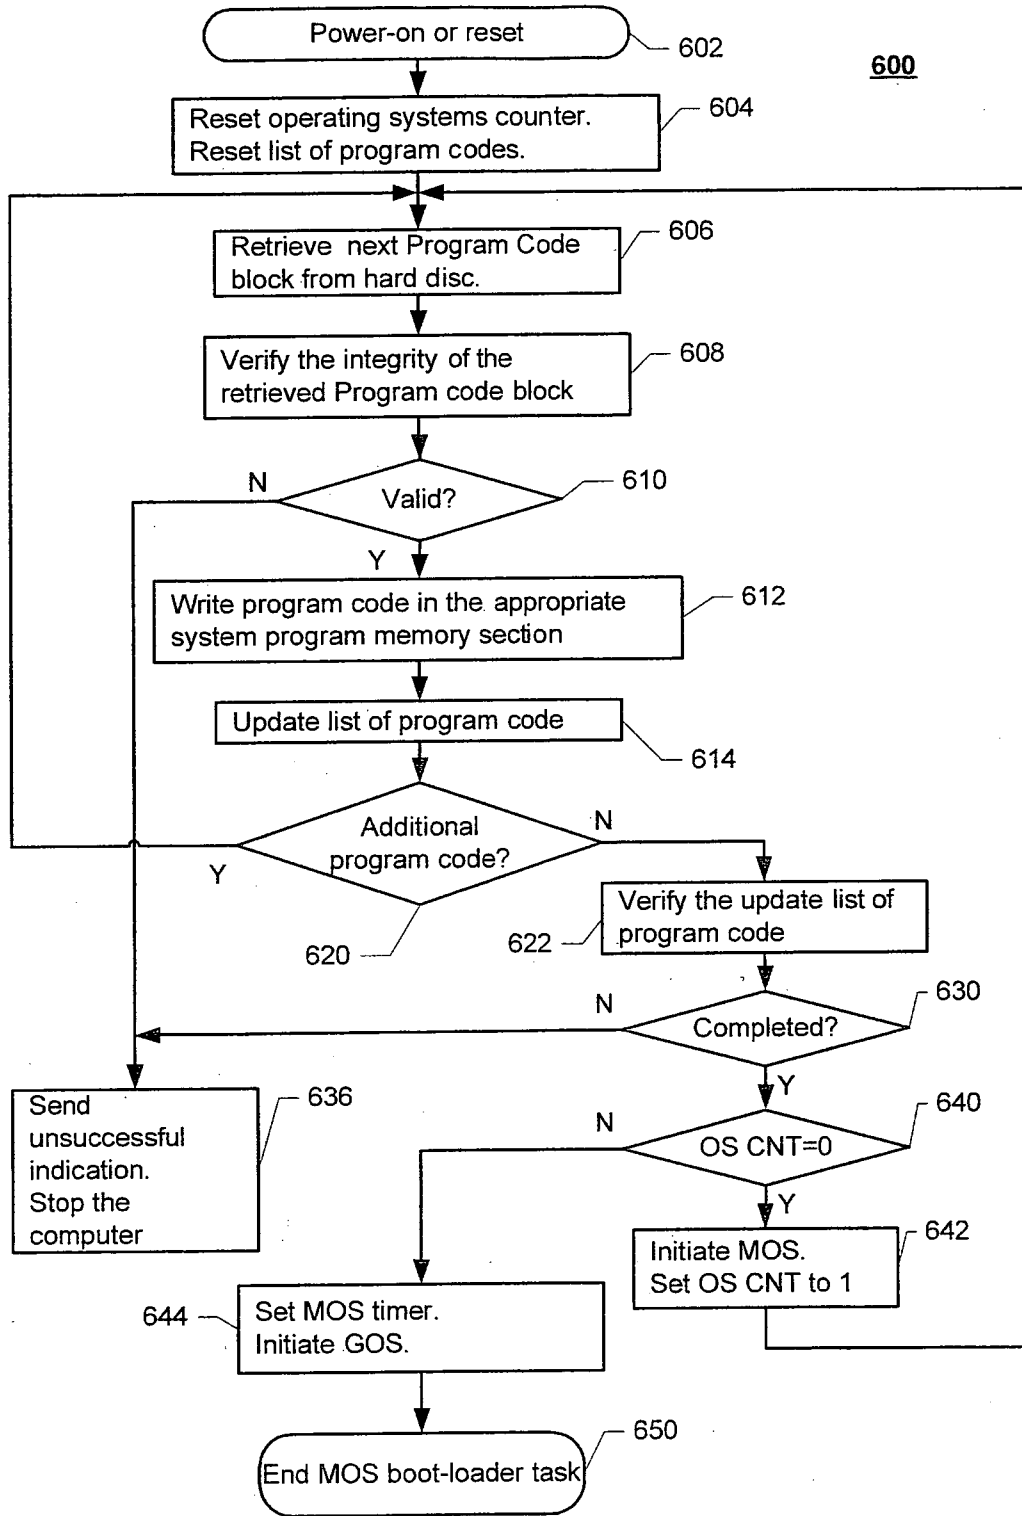 Power-on or reset
602
600
Reset operating systems counter.
Reset list of program codes.
604
Retrieve next Program Code
block from hard disc.
606
Verify the integrity of the
retrieved Program code block
608
N
Valid?
610
Y
Write program code in the appropriate
system program memory section
612
Update list of program code
614
Additional
program code?
N
Y
620
Verify the update list of
program code
622
N
Completed?
630
Y
Send
unsuccessful
indication.
Stop the
computer
636
N
OS CNT=0
640
Y
Initiate MOS.
Set OS CNT to 1
642
Set MOS timer.
Initiate GOS.
644
End MOS boot-loader task
650